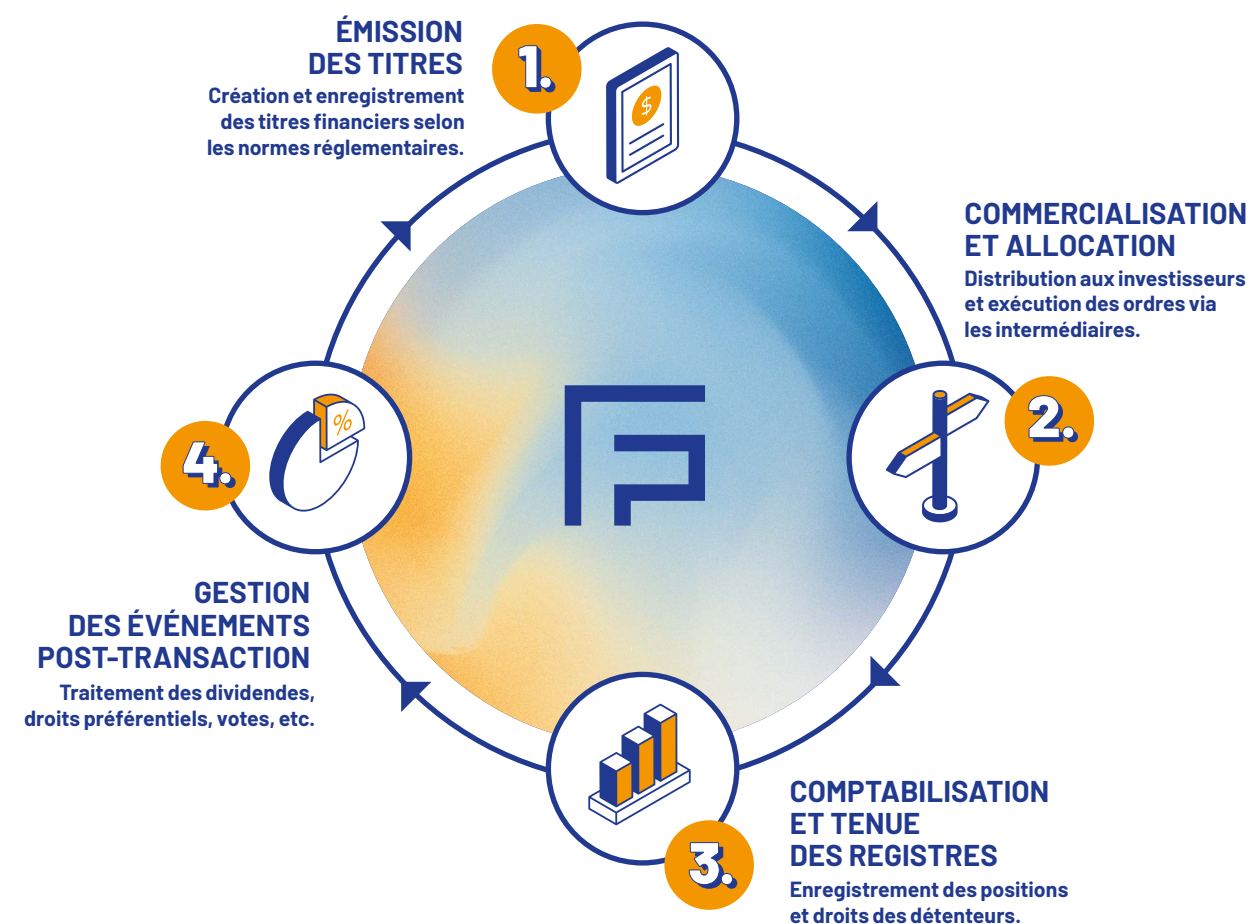 1.
ÉMISSION
DES TITRES
Création et enregistrement
des titres financiers selon
les normes réglementaires.
$
COMMERCIALISATION
ET ALLOCATION
Distribution aux investisseurs
et exécution des ordres via
les intermédiaires.
2.
COMPTABILISATION
ET TENUE
DES REGISTRES
Enregistrement des positions
et droits des détenteurs.
3.
4.
%
GESTION
DES ÉVÉNEMENTS
POST-TRANSACTION
Traitement des dividendes,
droits préférentiels, votes, etc.